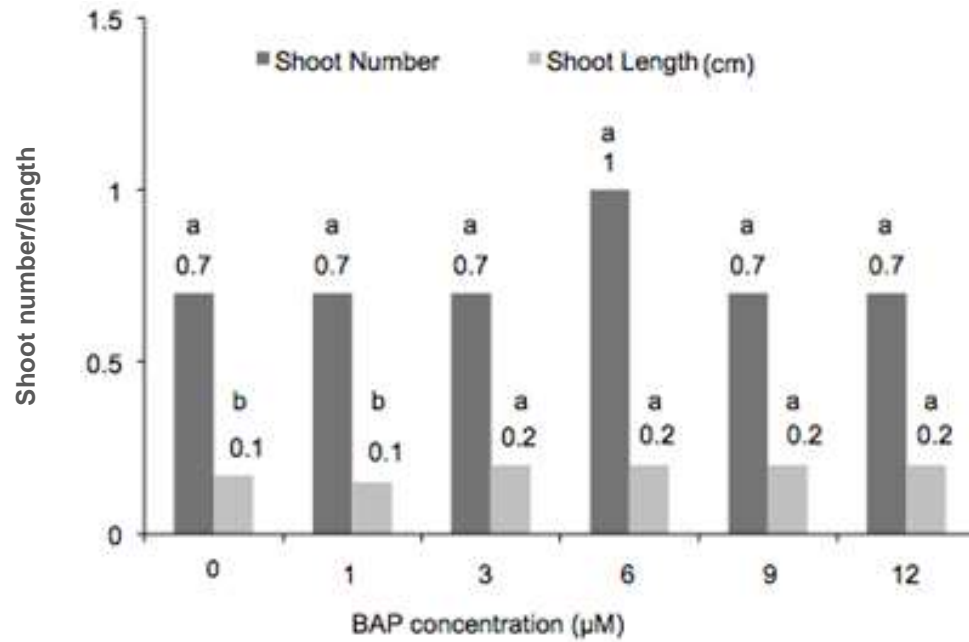 1.5
Shoot Number
Shoot Length (cm)
a
1
1
a
a
a
a
a
0.7
0.7
0.7
0.7
0.7
0.5
b
b
a
a
a
a
0.1
0.1
0.2
0.2
0.2
0.2
0
0
1
3
6
9
12
BAP concentration (µM)
Shoot number/length